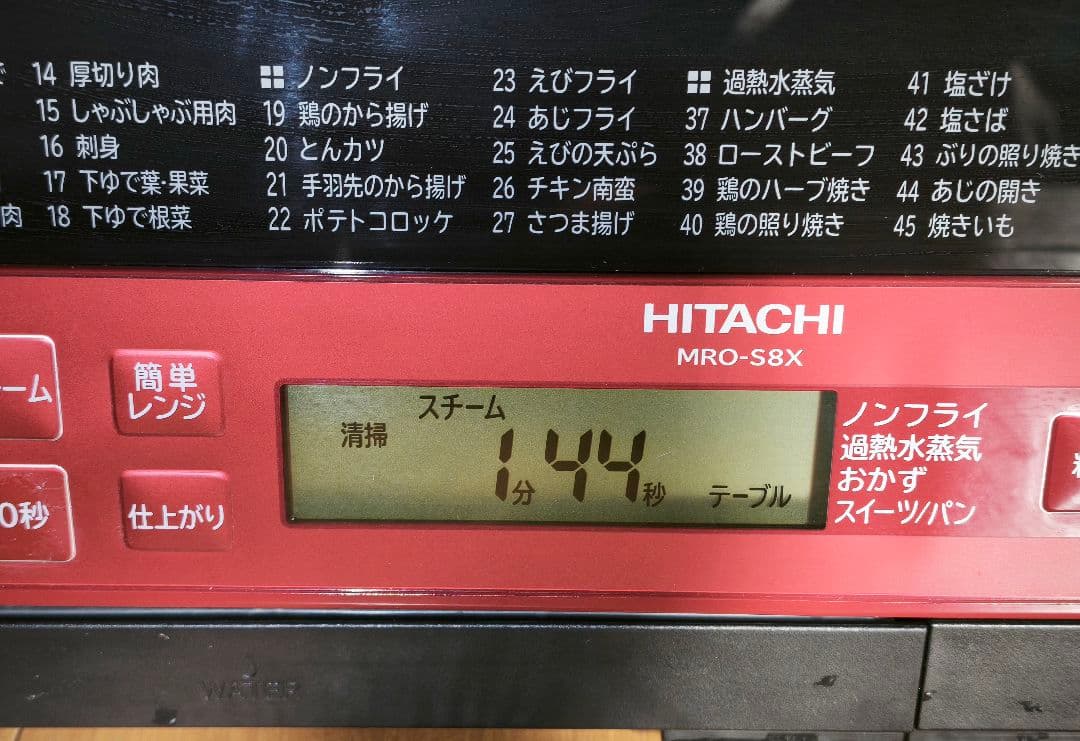 14 厚切り肉
15 しゃぶしゃぶ用肉
16 刺身
17 下ゆで葉・果菜
肉
18 下ゆで根菜
ノンフライ
19 鶏のから揚げ
20 とんカツ
21 手羽先のから揚げ
22 ポテトコロッケ
23 えびフライ
24 あじフライ
25 えびの天ぷら
26 チキン南蛮
27 さつま揚げ
過熱水蒸気
37 ハンバーグ
38 ローストビーフ
39 鶏のハーブ焼き
40 鶏の照り焼き
41 塩ざけ
42 塩さば
43 ぶりの照り焼き
44 あじの開き
45 焼きいも
HITACHI
MRO-S8X
ーム
簡単
レンジ
0秒
仕上がり
スチーム
清掃
1分44秒
テーブル
ノンフライ
過熱水蒸気
おかず
スイーツ/パン
WATER